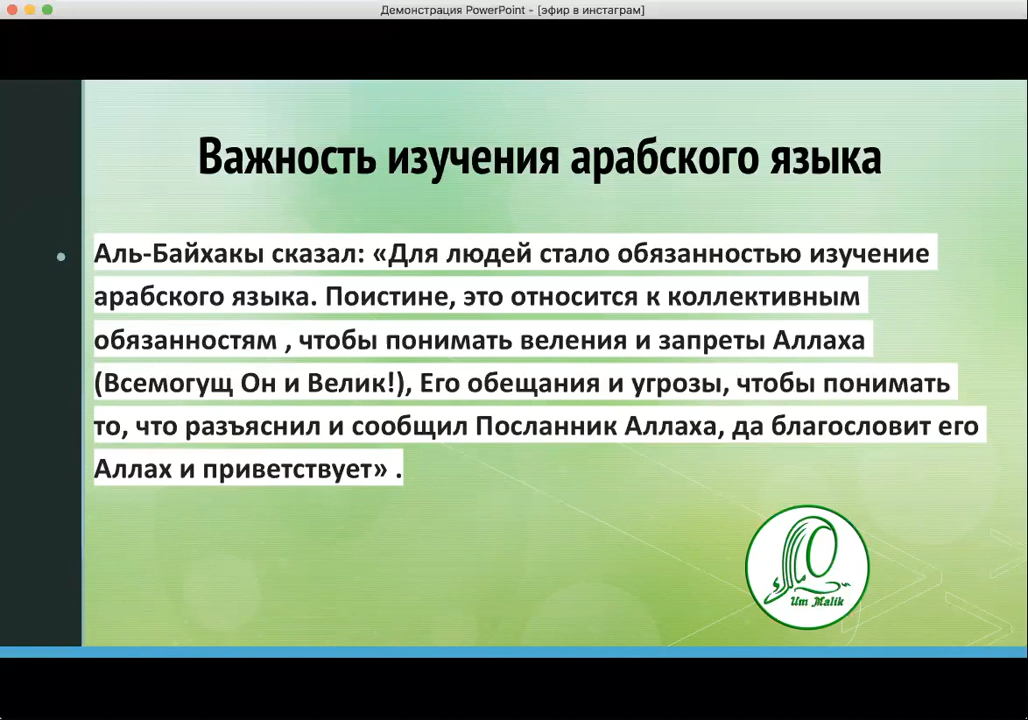 Демонстрация PowerPoint - [эфир в инстаграм]
Важность изучения арабского языка
Аль-Байхакы сказал: «Для людей стало обязанностью изучение
арабского языка. Поистине, это относится к коллективным
обязанностям , чтобы понимать веления и запреты Аллаха
(Всемогущ Он и Велик!), Его обещания и угрозы, чтобы понимать
то, что разъяснил и сообщил Посланник Аллаха, да благословит его
Аллах и приветствует» .
Um Malik